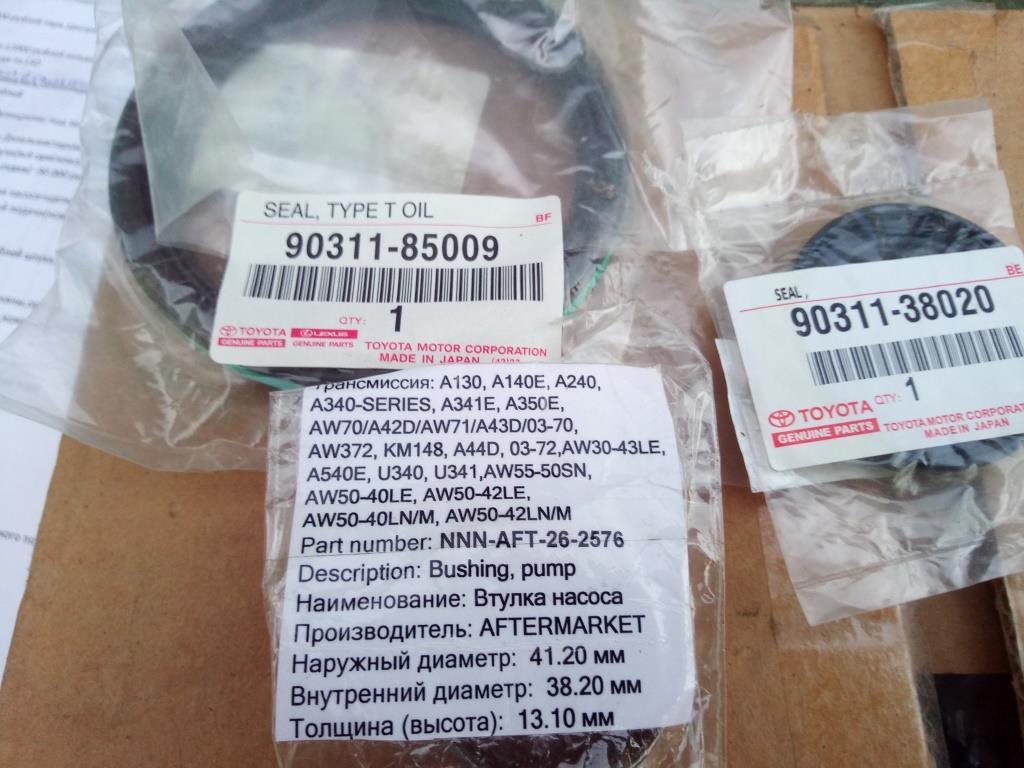 SEAL, TYPE T OIL
BF
90311-85009
QTY: 1
TOYOTA
LEXUS
GENUINE PARTS
GENUINE PARTS
TOYOTA MOTOR CORPORATION
MADE IN JAPAN
SEAL,
BE
90311-38020
QTY: 1
TOYOTA
GENUINE PARTS
TOYOTA MOTOR CORPORAT
MADE IN JAPAN
Трансмиссия: A130, A140E, A240,
A340-SERIES, A341E, A350E,
AW70/A42D/AW71/A43D/03-70,
AW372, KM148, A44D, 03-72,AW30-43LE,
A540E, U340, U341,AW55-50SN,
AW50-40LE, AW50-42LE,
AW50-40LN/M, AW50-42LN/M
Part number: NNN-AFT-26-2576
Description: Bushing, pump
Наименование: Втулка насоса
Производитель: AFTERMARKET
Наружный диаметр: 41.20 мм
Внутренний диаметр: 38.20 мм
Толщина (высота): 13.10 мм